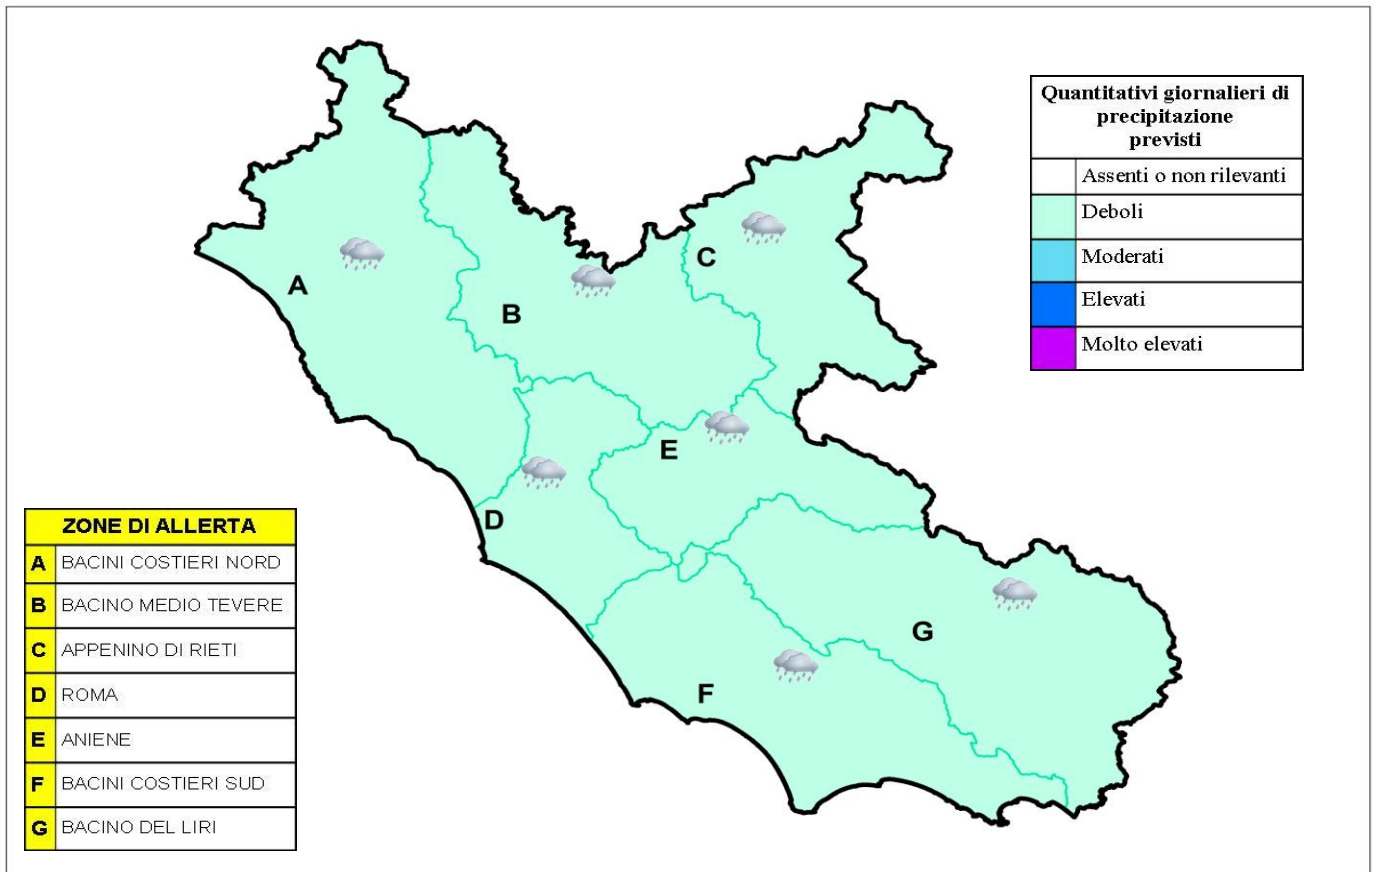 Quantitativi giornalieri di
precipitazione
previsti
Assenti o non rilevanti
Deboli
Moderati
Elevati
Molto elevati
A
B
C
D
E
F
G
ZONE DI ALLERTA
A BACINI COSTIERI NORD
B BACINO MEDIO TEVERE
C APPENINO DI RIETI
D ROMA
E ANIENE
F BACINI COSTIERI SUD
G BACINO DEL LIRI